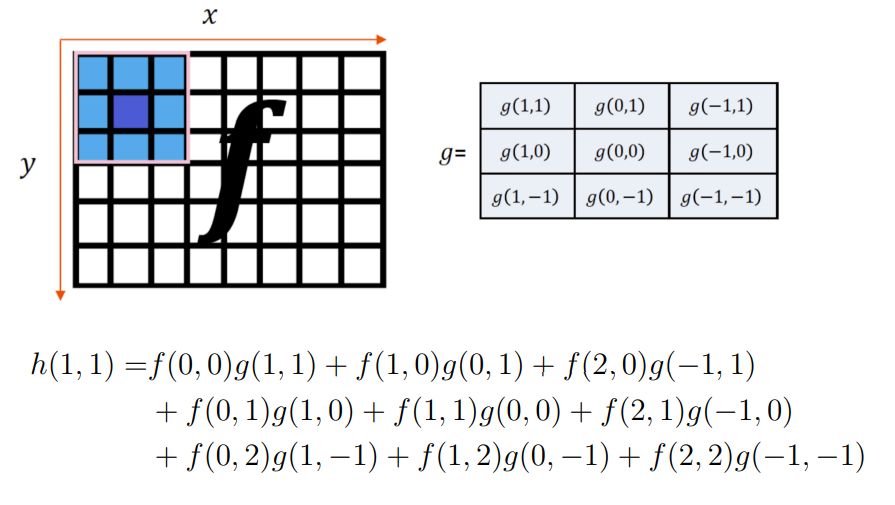 x
y
f
g=
g(1,1) g(0,1) g(−1,1)
g(1,0) g(0,0) g(−1,0)
g(1,−1) g(0,−1) g(−1,−1)
h(1, 1) =f(0, 0)g(1, 1) + f(1, 0)g(0, 1) + f(2, 0)g(−1, 1)
+ f(0, 1)g(1, 0) + f(1, 1)g(0, 0) + f(2, 1)g(−1, 0)
+ f(0, 2)g(1, −1) + f(1, 2)g(0, −1) + f(2, 2)g(−1, −1)